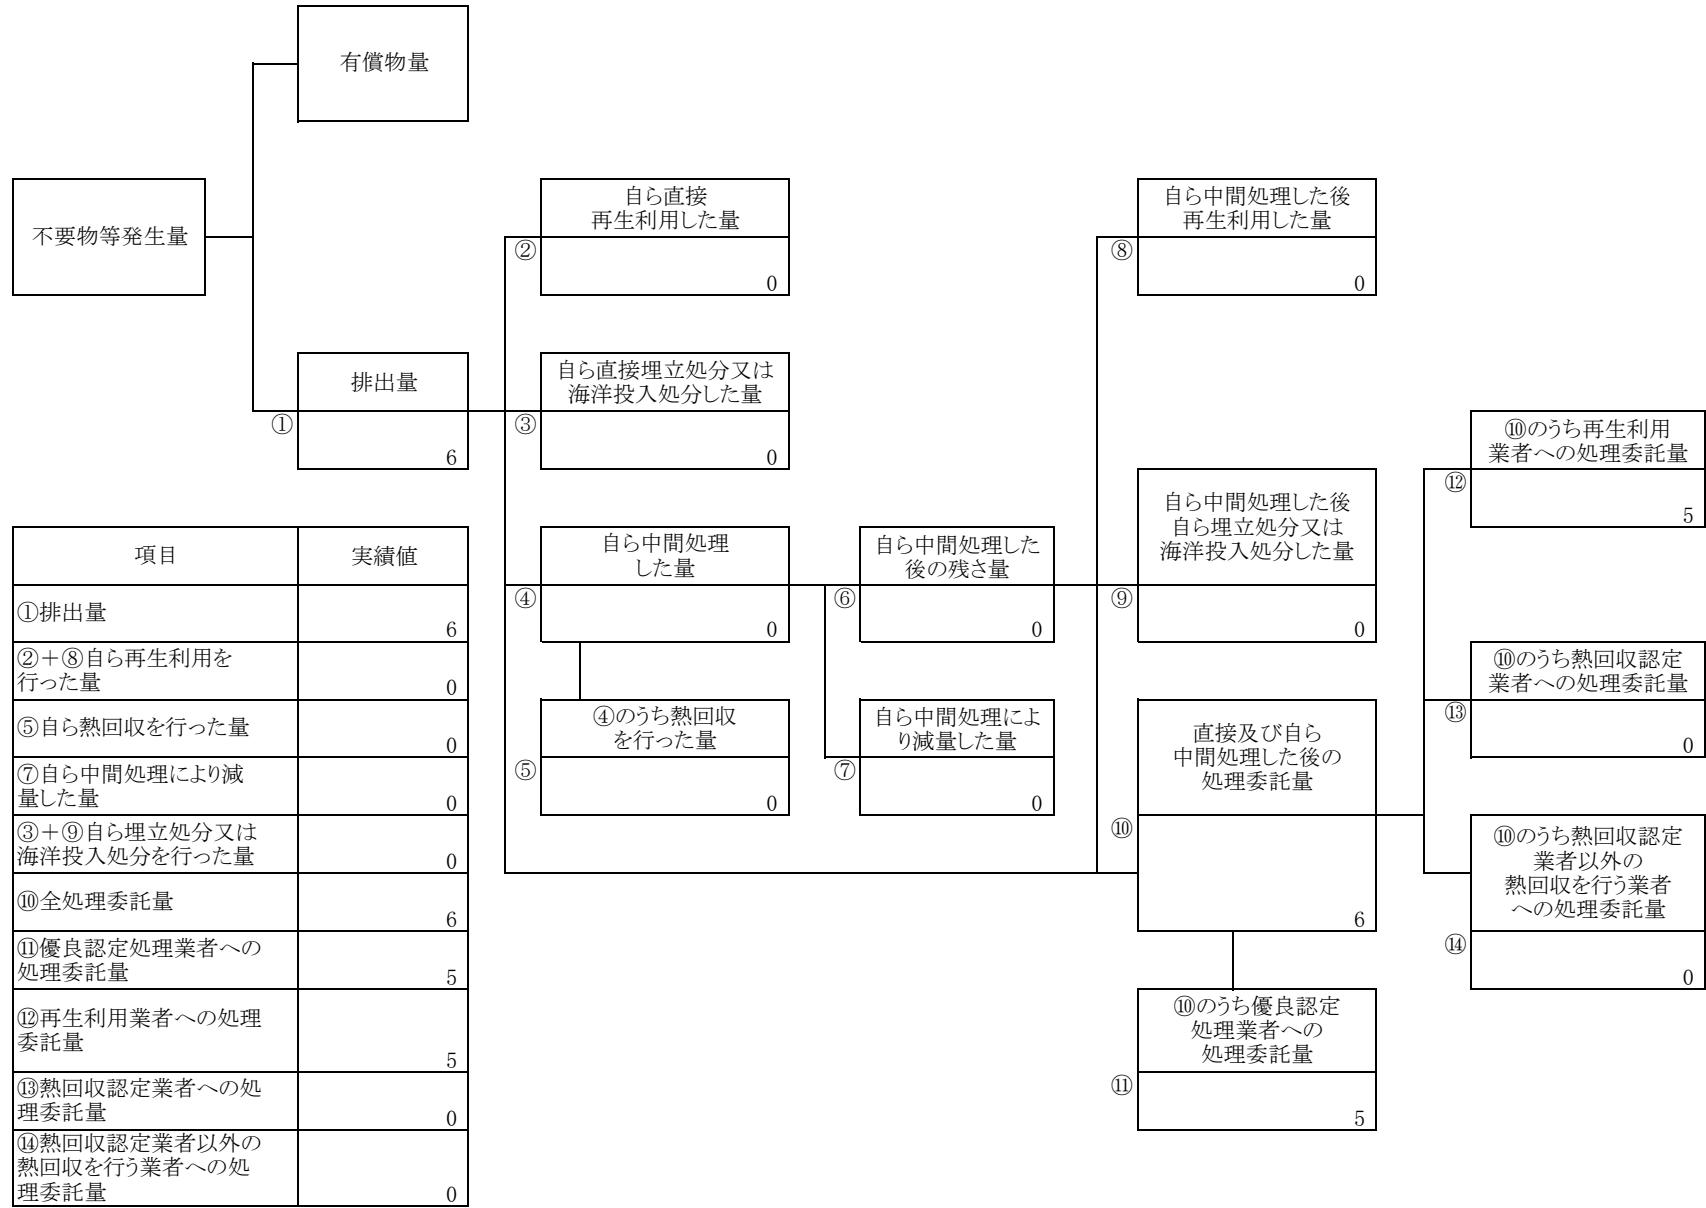 有償物量
不要物等発生量
排出量
①
6
自ら直接
再生利用した量
②
0
自ら直接埋立処分又は
海洋投入処分した量
③
0
自ら中間処理
した量
④
0
④のうち熱回収
を行った量
⑤
0
自ら中間処理した
後の残さ量
⑥
0
自ら中間処理によ
り減量した量
⑦
0
自ら中間処理した後
再生利用した量
⑧
0
自ら中間処理した後
自ら埋立処分又は
海洋投入処分した量
⑨
0
直接及び自ら
中間処理した後の
処理委託量
⑩
6
⑩のうち優良認定
処理業者への
処理委託量
⑪
5
⑩のうち再生利用
業者への処理委託量
⑫
5
⑩のうち熱回収認定
業者への処理委託量
⑬
0
⑩のうち熱回収認定
業者以外の
熱回収を行う業者
への処理委託量
⑭
0
項目 実績値
①排出量
6
②＋⑧自ら再生利用を
行った量
0
⑤自ら熱回収を行った量
0
⑦自ら中間処理により減
量した量
0
③＋⑨自ら埋立処分又は
海洋投入処分を行った量
0
⑩全処理委託量
6
⑪優良認定処理業者への
処理委託量
5
⑫再生利用業者への処理
委託量
5
⑬熱回収認定業者への処
理委託量
0
⑭熱回収認定業者以外の
熱回収を行う業者への処
理委託量
0